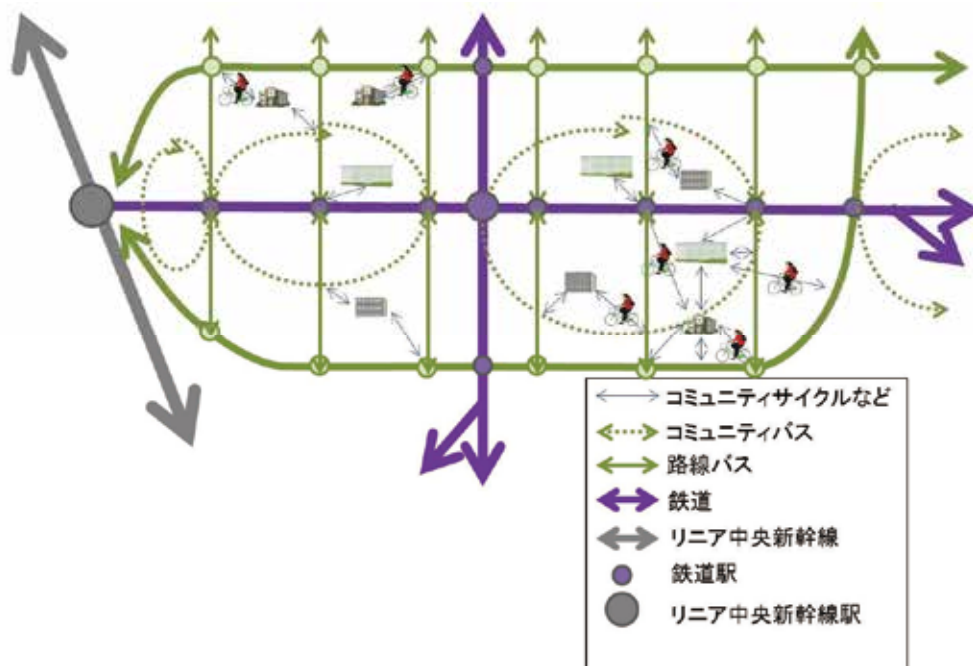 コミュニティサイクルなど
コミュニティバス
路線バス
鉄道
リニア中央新幹線
鉄道駅
リニア中央新幹線駅